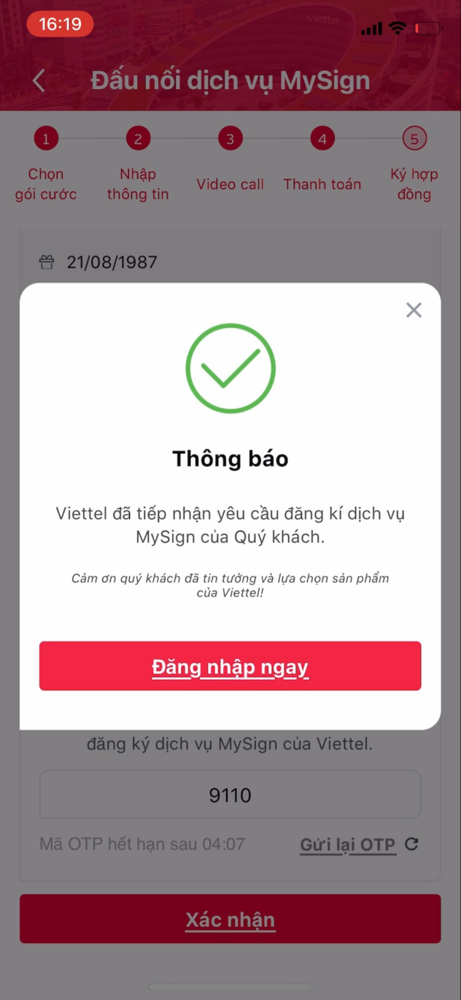 16:19
viettel
Đấu nối dịch vụ MySign
1
2
3
4
5
Chọn
gói cước
Nhập
thông tin
Video call
Thanh toán
Ký hợp
đồng
21/08/1987
Thông báo
Viettel đã tiếp nhận yêu cầu đăng kí dịch vụ
MySign của Quý khách.
Cảm ơn quý khách đã tin tưởng và lựa chọn sản phẩm
của Viettel!
Đăng nhập ngay
đăng ký dịch vụ MySign của Viettel.
9110
Mã OTP hết hạn sau 04:07
Gửi lại OTP
Xác nhận